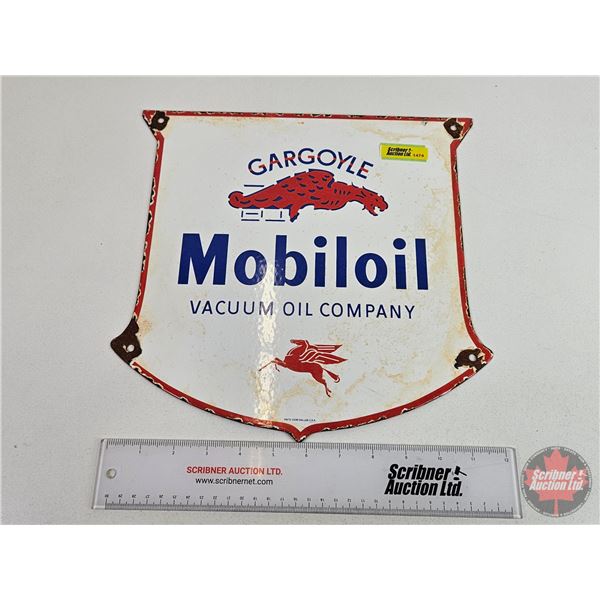 Scribner
Auction Ltd. 1474
GARGOYLE
Mobiloil
VACUUM OIL COMPANY
SCRIBNER AUCTION LTD.
www.scribnernet.com
Scribner
Auction Ltd.
Scribner
Auction Ltd.